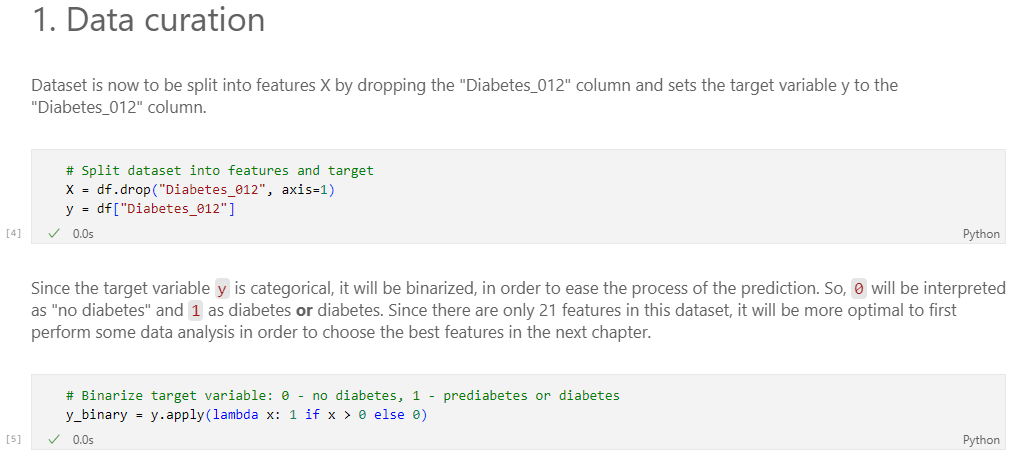 1. Data curation
Dataset is now to be split into features X by dropping the "Diabetes_012" column and sets the target variable y to the
"Diabetes_012" column.
# Split dataset into features and target
X = df.drop("Diabetes_012", axis=1)
y = df["Diabetes_012"]
[4] ✓ 0.0s Python
Since the target variable y is categorical, it will be binarized, in order to ease the process of the prediction. So, 0 will be interpreted
as "no diabetes" and 1 as diabetes or diabetes. Since there are only 21 features in this dataset, it will be more optimal to first
perform some data analysis in order to choose the best features in the next chapter.
# Binarize target variable: 0 - no diabetes, 1 - prediabetes or diabetes
y_binary = y.apply(lambda x: 1 if x > 0 else 0)
[5] ✓ 0.0s Python